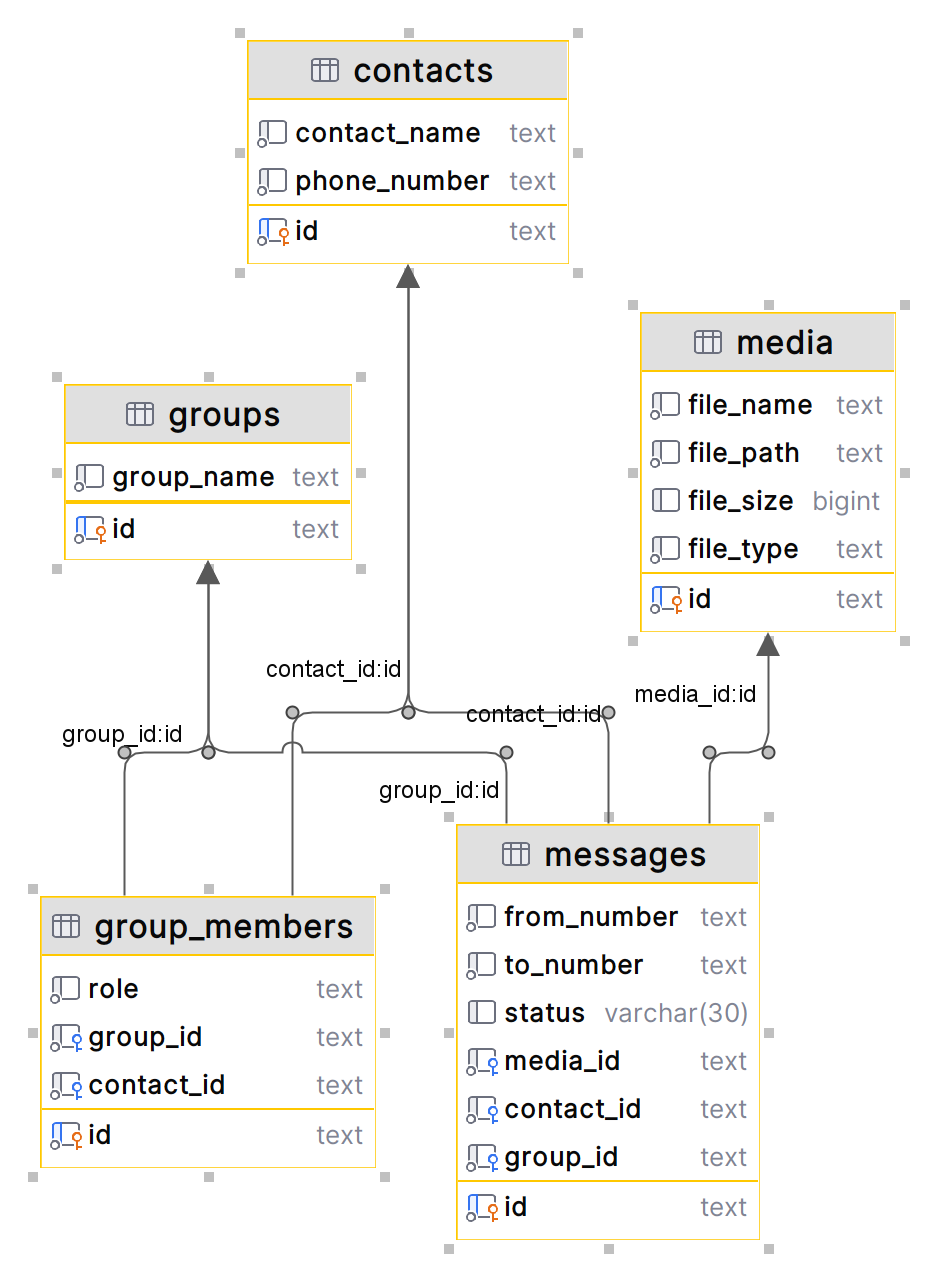 contacts
contact_name text
phone_number text
id text
media
file_name text
file_path text
file_size bigint
file_type text
id text
groups
group_name text
id text
contact_id:id
media_id:id
contact_id:id
group_id:id
group_id:id
messages
from_number text
to_number text
status varchar(30)
media_id text
contact_id text
group_id text
id text
group_members
role text
group_id text
contact_id text
id text